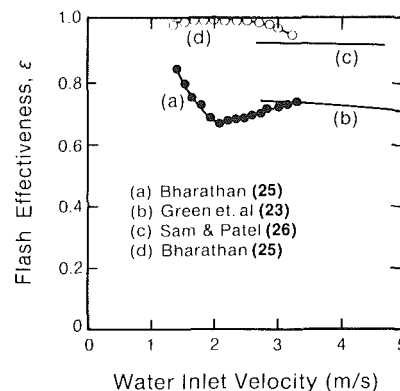 1.0
0.8
0.6
0.4
0.2
0
0
1
2
3
4
5
Flash Effectiveness, ε
Water Inlet Velocity (m/s)
(d)
(c)
(a)
(b)
(a) Bharathan (25)
(b) Green et. al (23)
(c) Sam & Patel (26)
(d) Bharathan (25)